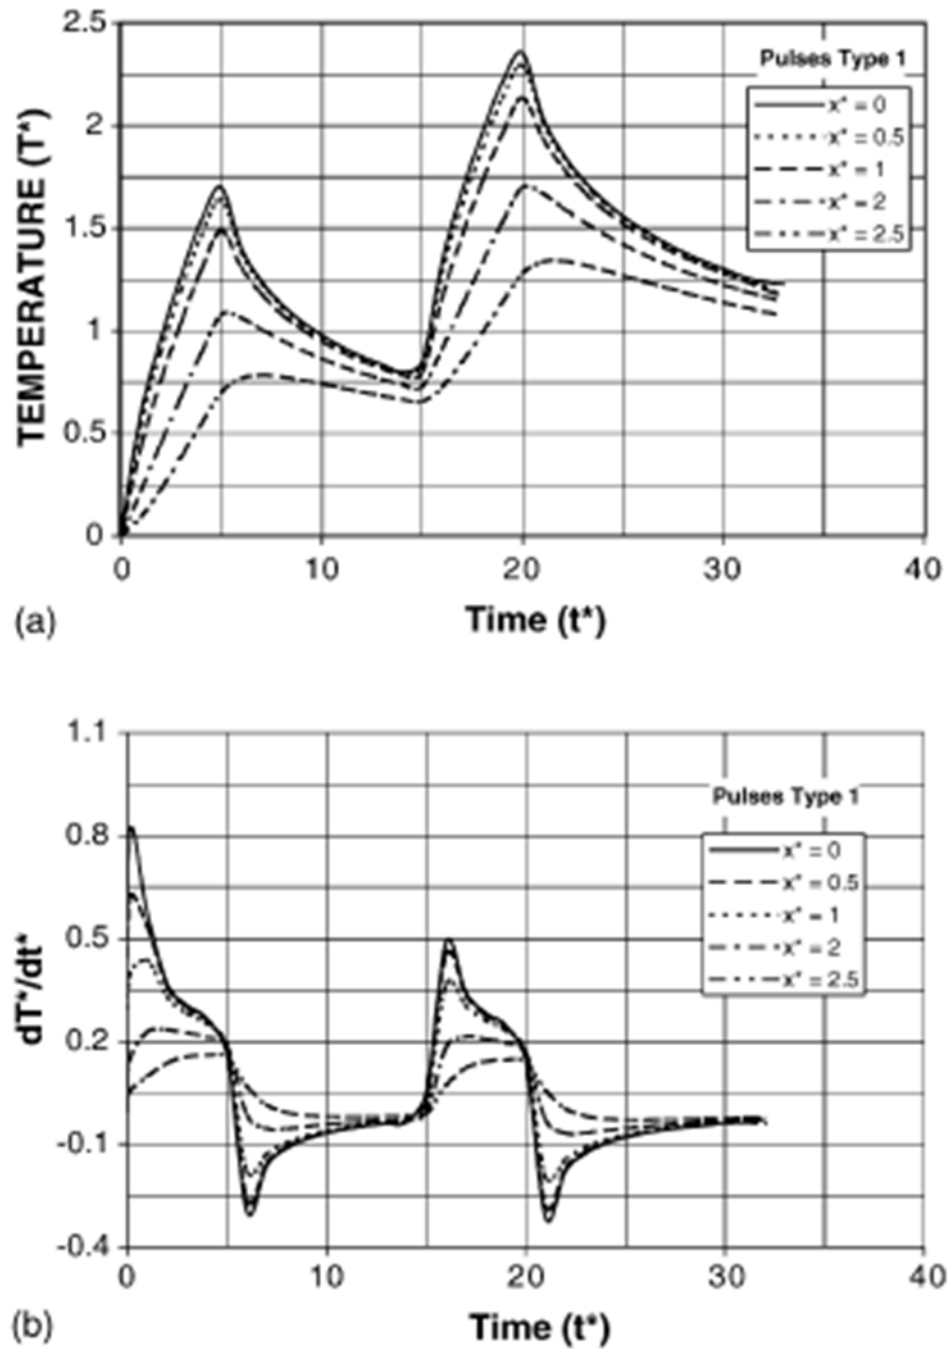 2.5
2
1.5
1
0.5
0
TEMPERATURE (T*)
Pulses Type 1
x* = 0
x* = 0.5
x* = 1
x* = 2
x* = 2.5
0 10 20 30 40
(a)
Time (t*)
1.1
0.8
0.5
0.2
-0.1
-0.4
dT*/dt*
Pulses Type 1
x* = 0
x* = 0.5
x* = 1
x* = 2
x* = 2.5
0 10 20 30 40
(b)
Time (t*)